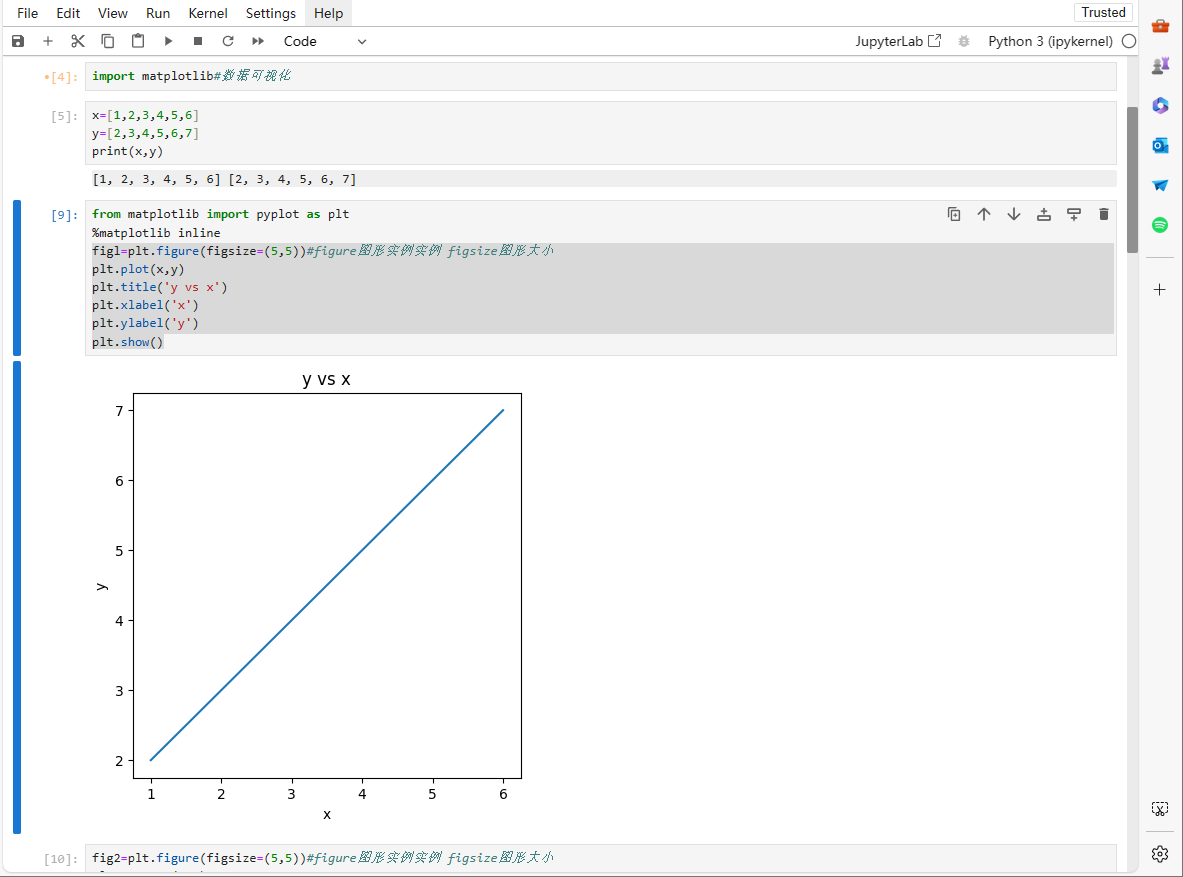 File Edit View Run Kernel Settings Help Trusted
Code JupyterLab Python 3 (ipykernel)
[4]: import matplotlib#数据可视化
[5]: x=[1,2,3,4,5,6]
y=[2,3,4,5,6,7]
print(x,y)
[1, 2, 3, 4, 5, 6] [2, 3, 4, 5, 6, 7]
[9]: from matplotlib import pyplot as plt
%matplotlib inline
fig1=plt.figure(figsize=(5,5))#figure图形实例实例 figsize图形大小
plt.plot(x,y)
plt.title('y vs x')
plt.xlabel('x')
plt.ylabel('y')
plt.show()
y vs x
7
6
5
4
3
2
y
1 2 3 4 5 6
x
[10]: fig2=plt.figure(figsize=(5,5))#figure图形实例实例 figsize图形大小